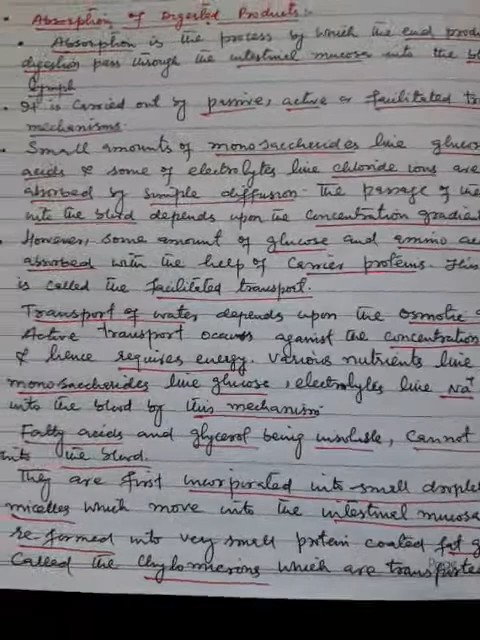 Absorption of Digested Products:-
• Absorption is the process by which the end
digestion pass through the intestinal mucosa into the
lymph
• It is carried out by passive, active or facilitated
mechanisms.
• Small amounts of monosaccharides like
acids & some of electrolytes like chloride ions are
absorbed by simple diffusion. The passage of
into the blood depends upon the concentration
• However, some amount of glucose and amino
absorbed with the help of carrier proteins. This
is called the facilitated transport.
Transport of water depends upon the osmotic
Active transport occurs against the concentration
& hence requires energy. Various nutrients like
monosaccharides like glucose, electrolytes like Na+
into the blood by this mechanism.
Fatty acids and glycerol being insoluble, cannot
into the blood.
They are first incorporated into small
micelles which move into the intestinal mucosa
re-formed into very small protein coated fat
called the chylomicrons which are